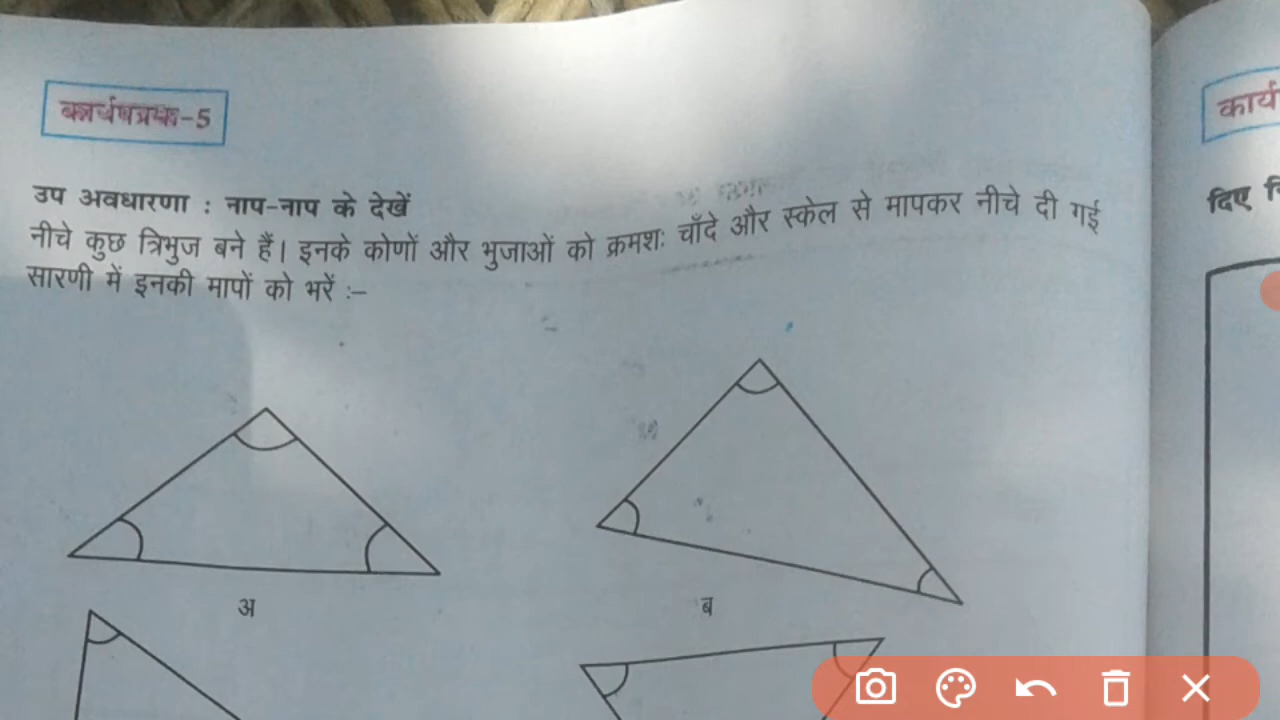 कार्यपत्रक-5
उप अवधारणा : नाप-नाप के देखें
नीचे कुछ त्रिभुज बने हैं। इनके कोणों और भुजाओं को क्रमशः चाँदे और स्केल से मापकर नीचे दी गई
सारणी में इनकी मापों को भरें :–
अ
ब
कार्य
दिए